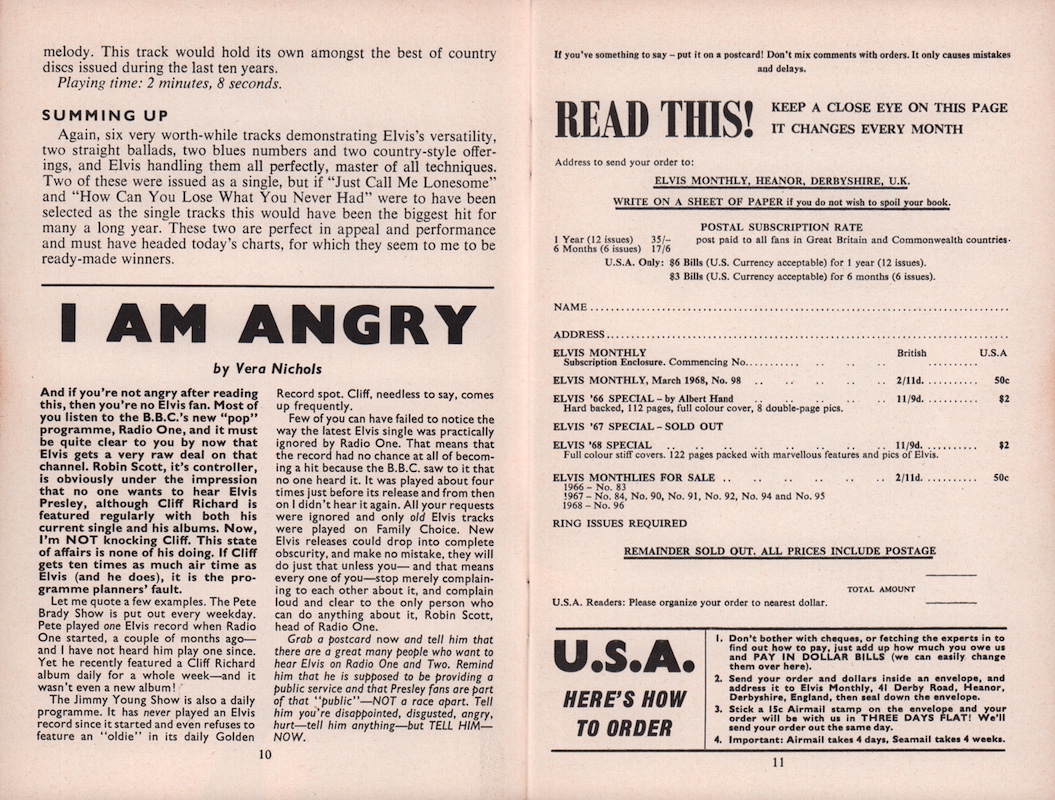 melody. This track would hold its own amongst the best of country
discs issued during the last ten years.
Playing time: 2 minutes, 8 seconds.
SUMMING UP
Again, six very worth-while tracks demonstrating Elvis's versatility,
two straight ballads, two blues numbers and two country-style offer-
ings, and Elvis handling them all perfectly, master of all techniques.
Two of these were issued as a single, but if "Just Call Me Lonesome"
and "How Can You Lose What You Never Had" were to have been
selected as the single tracks this would have been the biggest hit for
many a long year. These two are perfect in appeal and performance
and must have headed today's charts, for which they seem to me to be
ready-made winners.
I AM ANGRY
by Vera Nichols
And if you're not angry after reading
this, then you're no Elvis fan. Most of
you listen to the B.B.C.'s new "pop"
programme, Radio One, and it must
be quite clear to you by now that
Elvis gets a very raw deal on that
channel. Robin Scott, it's controller,
is obviously under the impression
that no one wants to hear Elvis
Presley, although Cliff Richard is
featured regularly with both his
current single and his albums. Now,
I'm NOT knocking Cliff. This state
of affairs is none of his doing. If Cliff
gets ten times as much air time as
Elvis (and he does), it is the pro-
gramme planners' fault.
Let me quote a few examples. The Pete
Brady Show is put out every weekday.
Pete played one Elvis record when Radio
One started, a couple of months ago—
and I have not heard him play one since.
Yet he recently featured a Cliff Richard
album daily for a whole week—and it
wasn't even a new album!
The Jimmy Young Show is also a daily
programme. It has never played an Elvis
record since it started and even refuses to
feature an "oldie" in its daily Golden
Record spot. Cliff, needless to say, comes
up frequently.
Few of you can have failed to notice the
way the latest Elvis single was practically
ignored by Radio One. That means that
the record had no chance at all of becom-
ing a hit because the B.B.C. saw to it that
no one heard it. It was played about four
times just before its release and from then
on I didn't hear it again. All your requests
were ignored and only old Elvis tracks
were played on Family Choice. New
Elvis releases could drop into complete
obscurity, and make no mistake, they will
do just that unless you— and that means
every one of you—stop merely complain-
ing to each other about it, and complain
loud and clear to the only person who
can do anything about it, Robin Scott,
head of Radio One.
Grab a postcard now and tell him that
there are a great many people who want to
hear Elvis on Radio One and Two. Remind
him that he is supposed to be providing a
public service and that Presley fans are part
of that "public"—NOT a race apart. Tell
him you're disappointed, disgusted, angry,
hurt—tell him anything—but TELL HIM—
NOW.
10
If you've something to say – put it on a postcard! Don't mix comments with orders. It only causes mistakes
and delays.
READ THIS!
KEEP A CLOSE EYE ON THIS PAGE
IT CHANGES EVERY MONTH
Address to send your order to:
ELVIS MONTHLY, HEANOR, DERBYSHIRE, U.K.
WRITE ON A SHEET OF PAPER if you do not wish to spoil your book.
POSTAL SUBSCRIPTION RATE
1 Year (12 issues) 35/– post paid to all fans in Great Britain and Commonwealth countries.
6 Months (6 issues) 17/6
U.S.A. Only: $6 Bills (U.S. Currency acceptable) for 1 year (12 issues).
$3 Bills (U.S. Currency acceptable) for 6 months (6 issues).
NAME
ADDRESS
ELVIS MONTHLY British U.S.A
Subscription Enclosure. Commencing No.
ELVIS MONTHLY, March 1968, No. 98 .. .. .. .. .. 2/11d. .......... 50c
ELVIS '66 SPECIAL – by Albert Hand .. .. .. .. .. 11/9d. .......... $2
Hard backed, 112 pages, full colour cover, 8 double-page pics.
ELVIS '67 SPECIAL – SOLD OUT
ELVIS '68 SPECIAL .. .. .. .. .. .. .. 11/9d. .......... $2
Full colour stiff covers. 122 pages packed with marvellous features and pics of Elvis.
ELVIS MONTHLIES FOR SALE .. .. .. .. .. 2/11d. .......... 50c
1966 – No. 83
1967 – No. 84, No. 90, No. 91, No. 92, No. 94 and No. 95
1968 – No. 96
RING ISSUES REQUIRED
REMAINDER SOLD OUT. ALL PRICES INCLUDE POSTAGE
TOTAL AMOUNT
U.S.A. Readers: Please organize your order to nearest dollar.
U.S.A.
HERE'S HOW
TO ORDER
1. Don't bother with cheques, or fetching the experts in to
find out how to pay, just add up how much you owe us
and PAY IN DOLLAR BILLS (we can easily change
them over here).
2. Send your order and dollars inside an envelope, and
address it to Elvis Monthly, 41 Derby Road, Heanor,
Derbyshire, England, then seal down the envelope.
3. Stick a 15c Airmail stamp on the envelope and your
order will be with us in THREE DAYS FLAT! We'll
send your order out the same day.
4. Important: Airmail takes 4 days, Seamail takes 4 weeks.
11